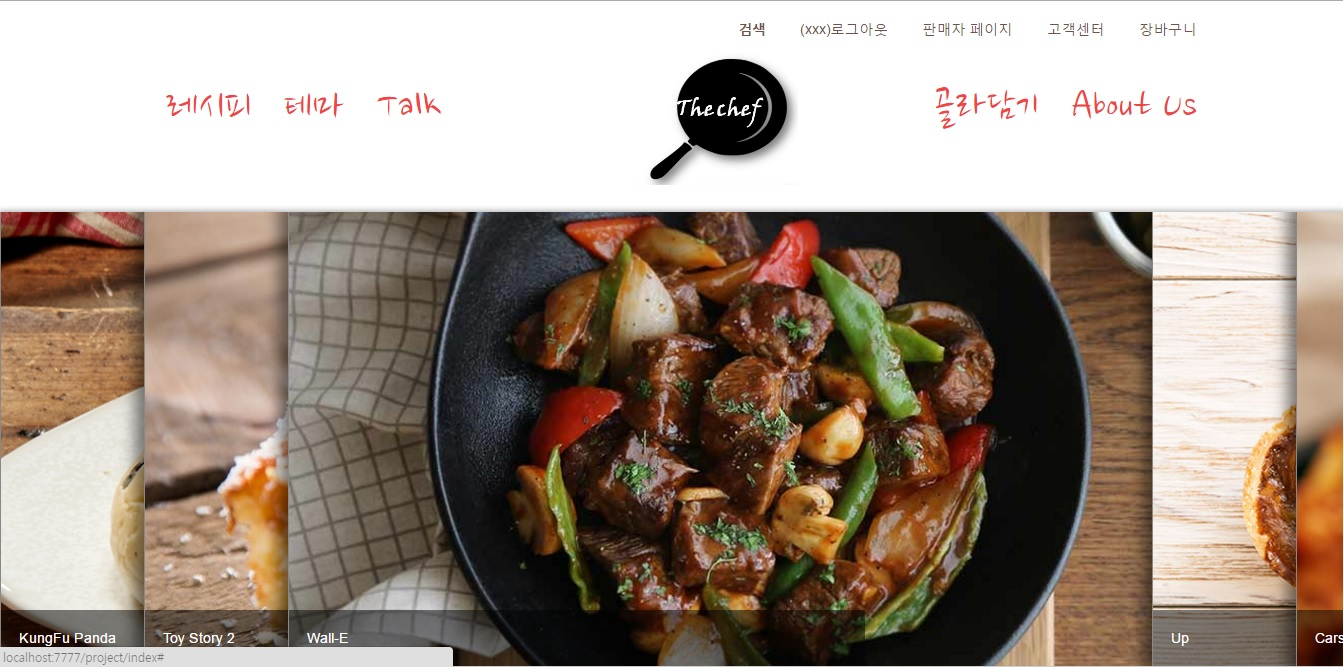 검색 (xxx)로그아웃 판매자 페이지 고객센터 장바구니
레시피 테마 Talk The chef 골라담기 About Us
KungFu Panda Toy Story 2 Wall-E Up Cars
localhost:7777/project/index#